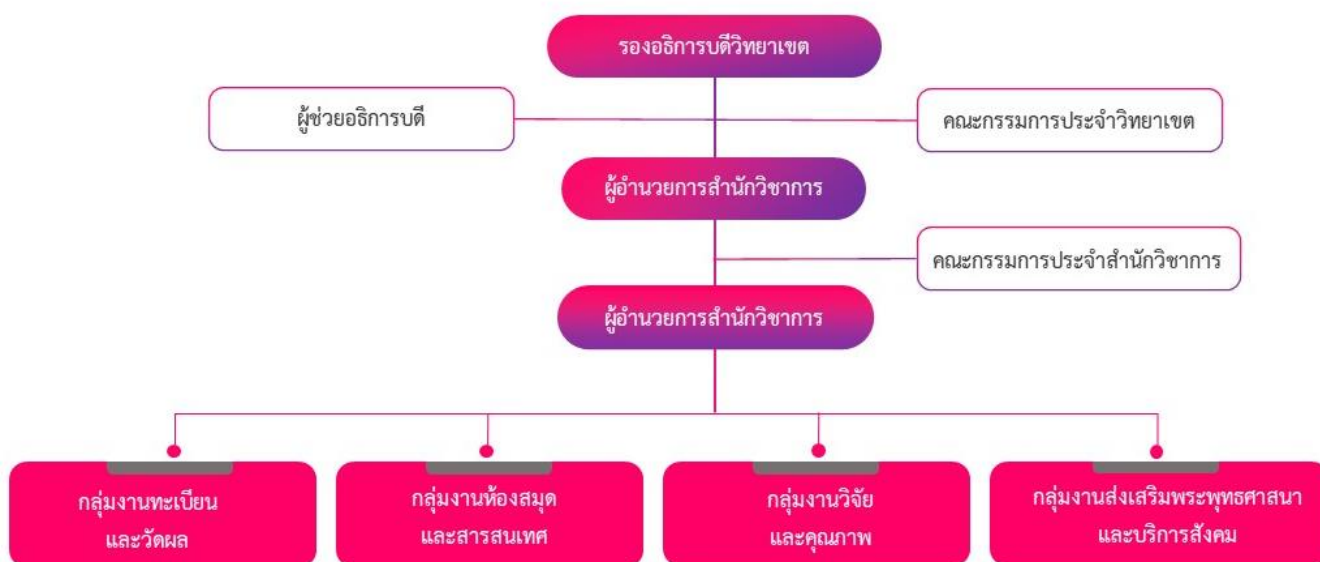 รองอธิการบดีวิทยาเขต
ผู้ช่วยอธิการบดี
คณะกรรมการประจำวิทยาเขต
ผู้อำนวยการสำนักวิชาการ
คณะกรรมการประจำสำนักวิชาการ
ผู้อำนวยการสำนักวิชาการ
กลุ่มงานทะเบียน
และวัดผล
กลุ่มงานห้องสมุด
และสารสนเทศ
กลุ่มงานวิจัย
และคุณภาพ
กลุ่มงานส่งเสริมพระพุทธศาสนา
และบริการสังคม